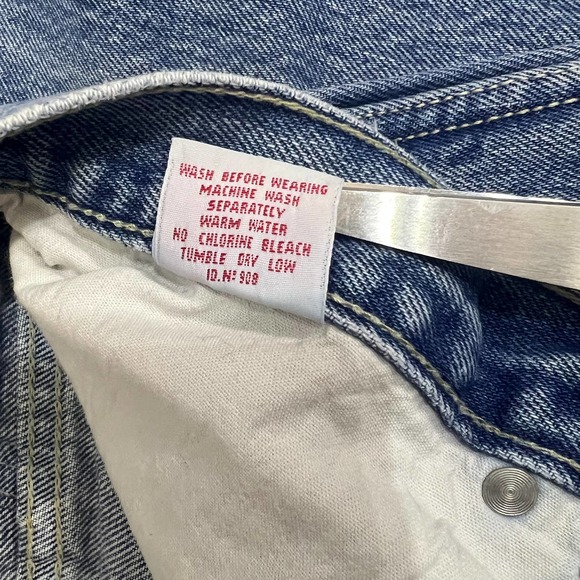 WASH BEFORE WEARING
MACHINE WASH
SEPARATELY
WARM WATER
NO CHLORINE BLEACH
TUMBLE DRY LOW
ID.Nº 908